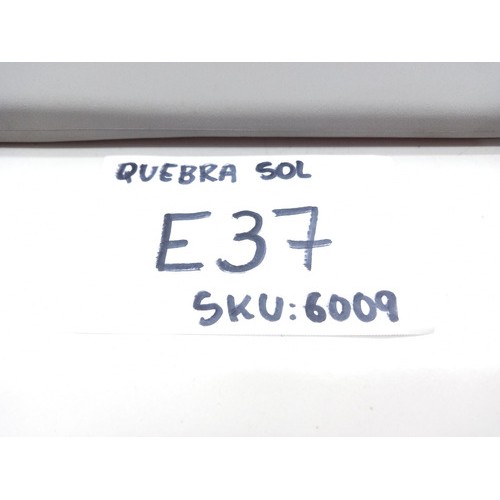 QUEBRA SOL
E37
SKU: 6009